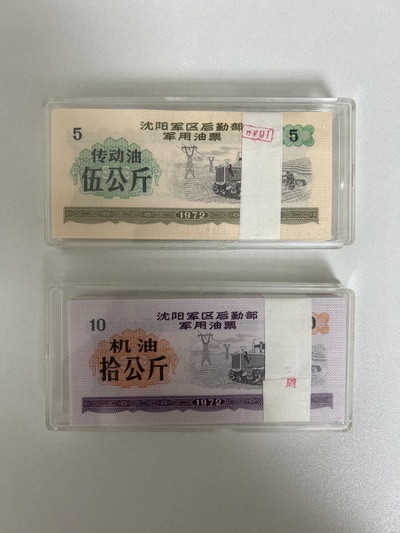 沈阳军区后勤部
军用油票
5
5
传动油
伍公斤
1972
沈阳军区后勤部
军用油票
10
机油
拾公斤
1972